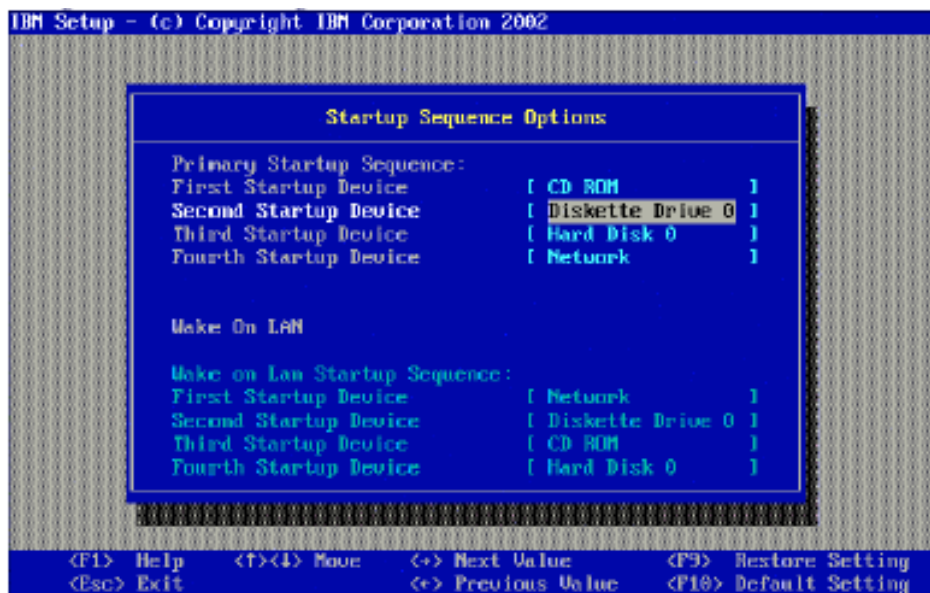 IBM Setup - (c) Copyright IBM Corporation 2002
Startup Sequence Options
Primary Startup Sequence:
First Startup Device [ CD ROM ]
Second Startup Device [ Diskette Drive 0 ]
Third Startup Device [ Hard Disk 0 ]
Fourth Startup Device [ Network ]
Wake On LAN
Wake on Lan Startup Sequence:
First Startup Device [ Network ]
Second Startup Device [ Diskette Drive 0 ]
Third Startup Device [ CD ROM ]
Fourth Startup Device [ Hard Disk 0 ]
<F1> Help <↑><↓> Move <→> Next Value <F9> Restore Setting
<Esc> Exit <←> Previous Value <F10> Default Setting